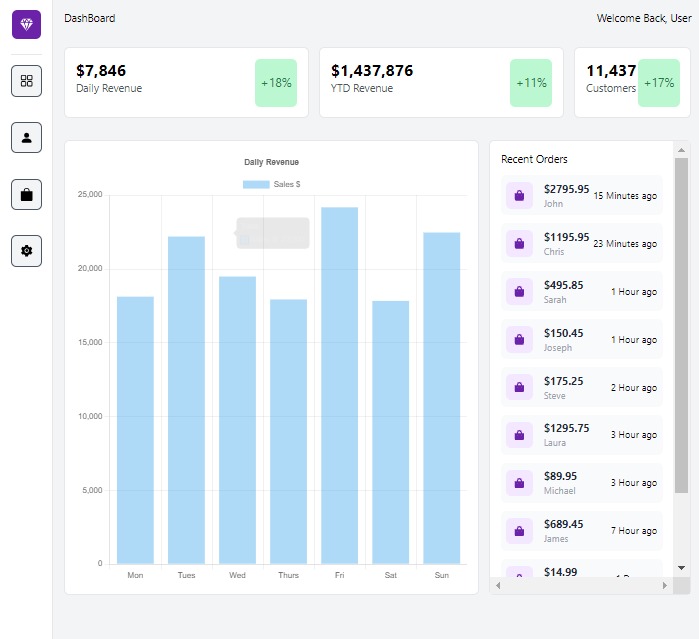 DashBoard
Welcome Back, User
$7,846
Daily Revenue
+18%
$1,437,876
YTD Revenue
+11%
11,437
Customers
+17%
Daily Revenue
Sales $
25,000
20,000
15,000
10,000
5,000
0
Mon
Tues
Wed
Thurs
Fri
Sat
Sun
Recent Orders
$2795.95
John
15 Minutes ago
$1195.95
Chris
23 Minutes ago
$495.85
Sarah
1 Hour ago
$150.45
Joseph
1 Hour ago
$175.25
Steve
2 Hour ago
$1295.75
Laura
3 Hour ago
$89.95
Michael
3 Hour ago
$689.45
James
7 Hour ago
$14.99